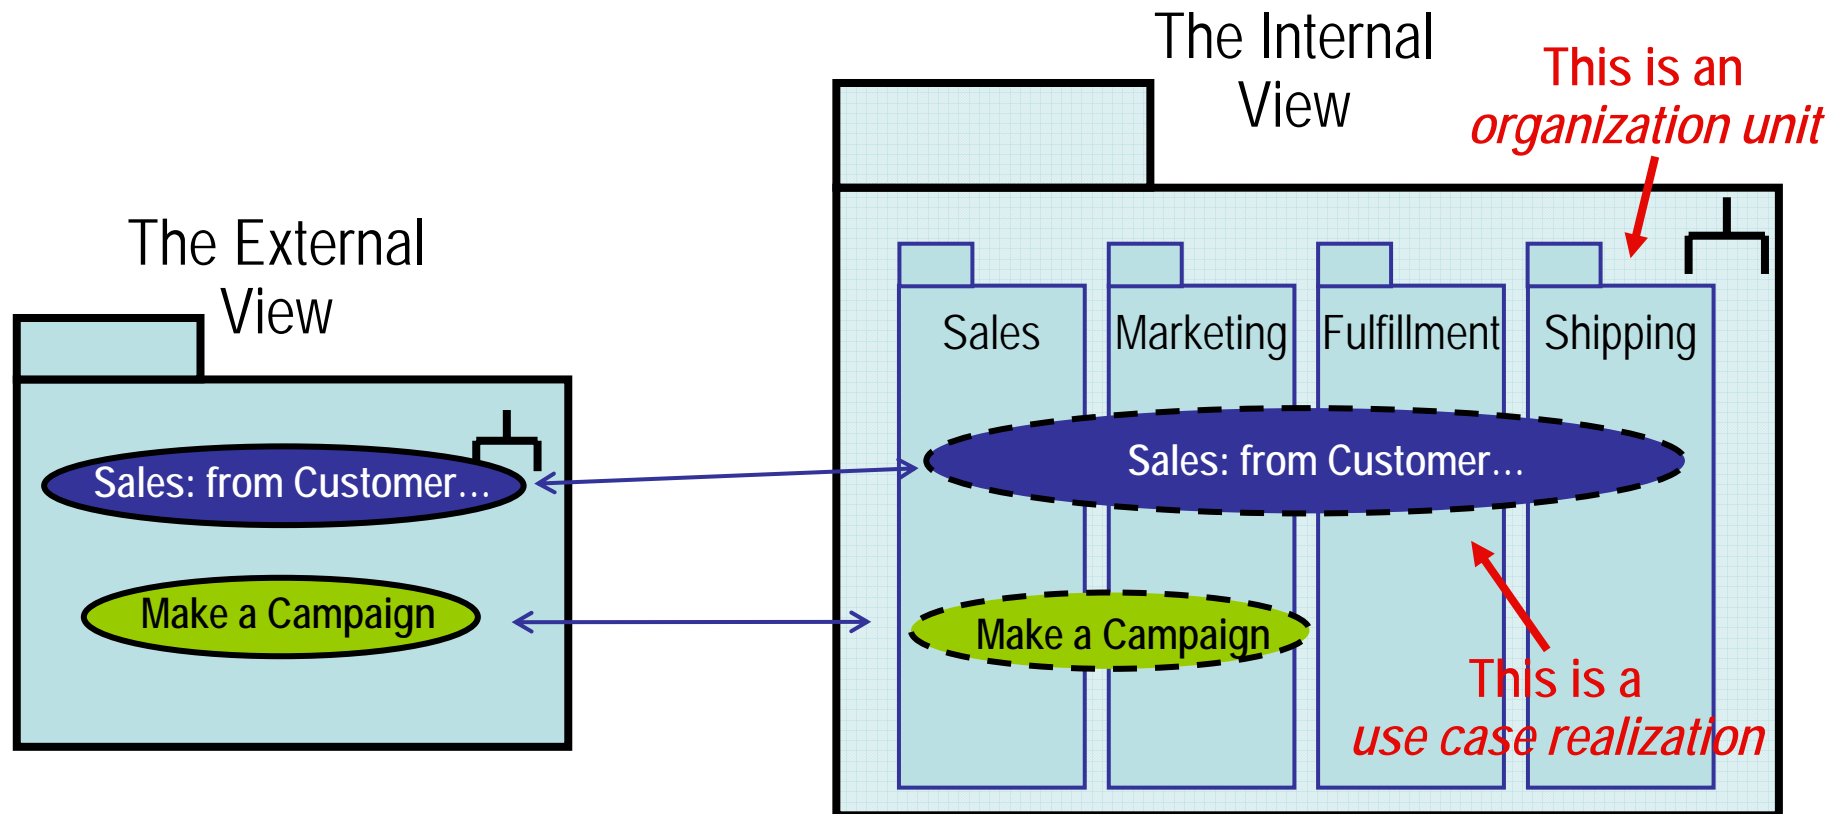 The External
View
Sales: from Customer...
Make a Campaign
The Internal
View
This is an
organization unit
Sales
Marketing
Fulfillment
Shipping
Sales: from Customer...
Make a Campaign
This is a
use case realization